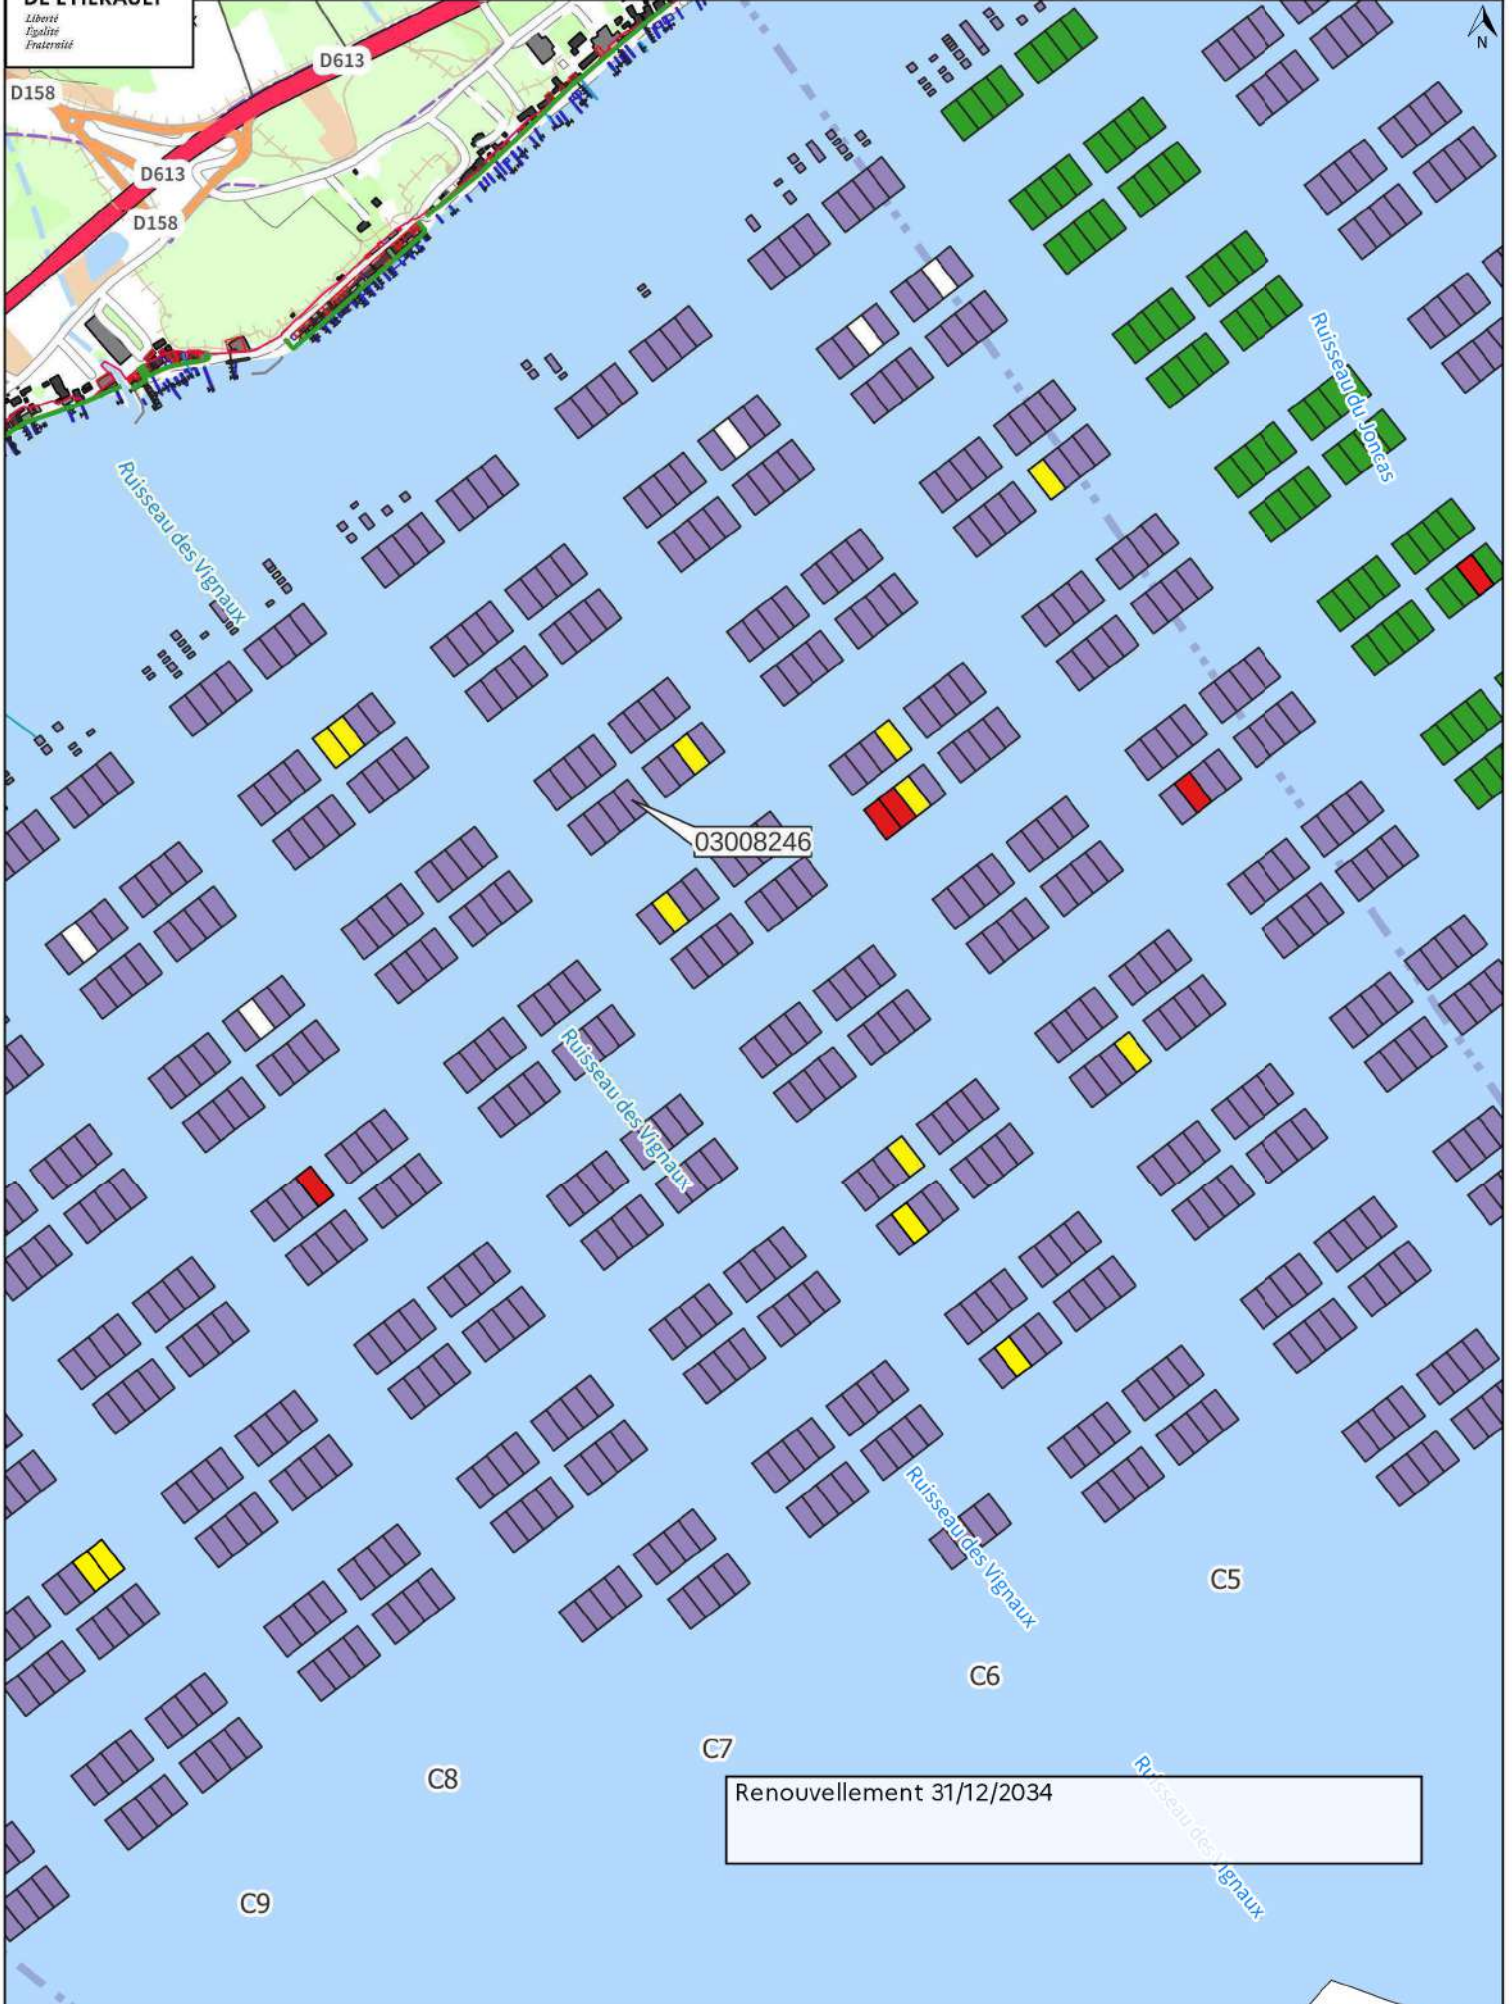 Liberté
Égalité
Fraternité
N
D613
D158
D613
D158
Ruisseau du Joncas
Ruisseau des Vignaux
03008246
Ruisseau des Vignaux
Ruisseau des Vignaux
C5
C6
C7
C8
Renouvellement 31/12/2034
Ruisseau des Vignaux
C9